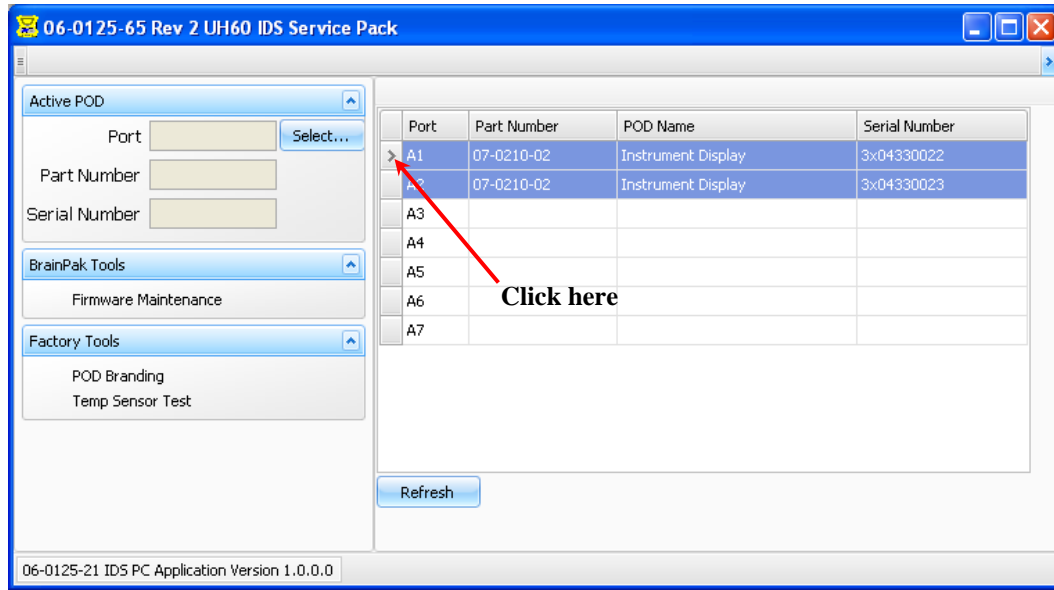 06-0125-65 Rev 2 UH60 IDS Service Pack
Active POD
Port Select...
Part Number
Serial Number
BrainPak Tools
Firmware Maintenance
Factory Tools
POD Branding
Temp Sensor Test
Port Part Number POD Name Serial Number
A1 07-0210-02 Instrument Display 3x04330022
A2 07-0210-02 Instrument Display 3x04330023
A3
A4
A5
A6
A7
Click here
Refresh
06-0125-21 IDS PC Application Version 1.0.0.0